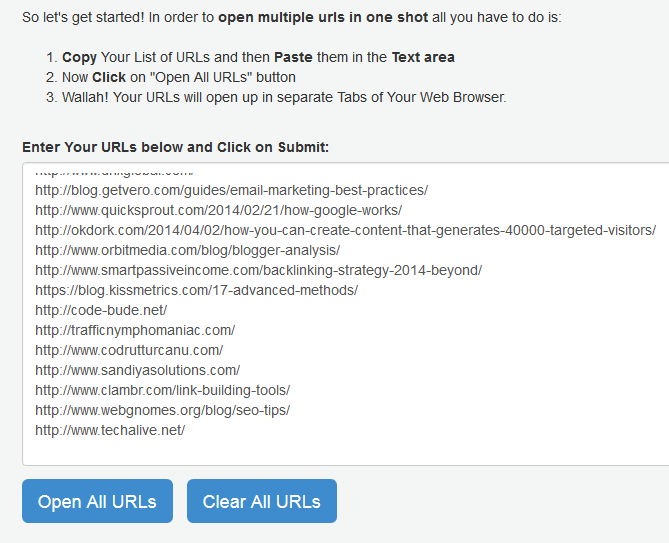 So let's get started! In order to open multiple urls in one shot all you have to do is:
1. Copy Your List of URLs and then Paste them in the Text area
2. Now Click on "Open All URLs" button
3. Wallah! Your URLs will open up in separate Tabs of Your Web Browser.
Enter Your URLs below and Click on Submit:
http://blog.getvero.com/guides/email-marketing-best-practices/
http://www.quicksprout.com/2014/02/21/how-google-works/
http://okdork.com/2014/04/02/how-you-can-create-content-that-generates-40000-targeted-visitors/
http://www.orbitmedia.com/blog/blogger-analysis/
http://www.smartpassiveincome.com/backlinking-strategy-2014-beyond/
https://blog.kissmetrics.com/17-advanced-methods/
http://code-bude.net/
http://trafficnymphomaniac.com/
http://www.codrutturcanu.com/
http://www.sandiyasolutions.com/
http://www.clambr.com/link-building-tools/
http://www.webgnomes.org/blog/seo-tips/
http://www.techalive.net/
Open All URLs Clear All URLs